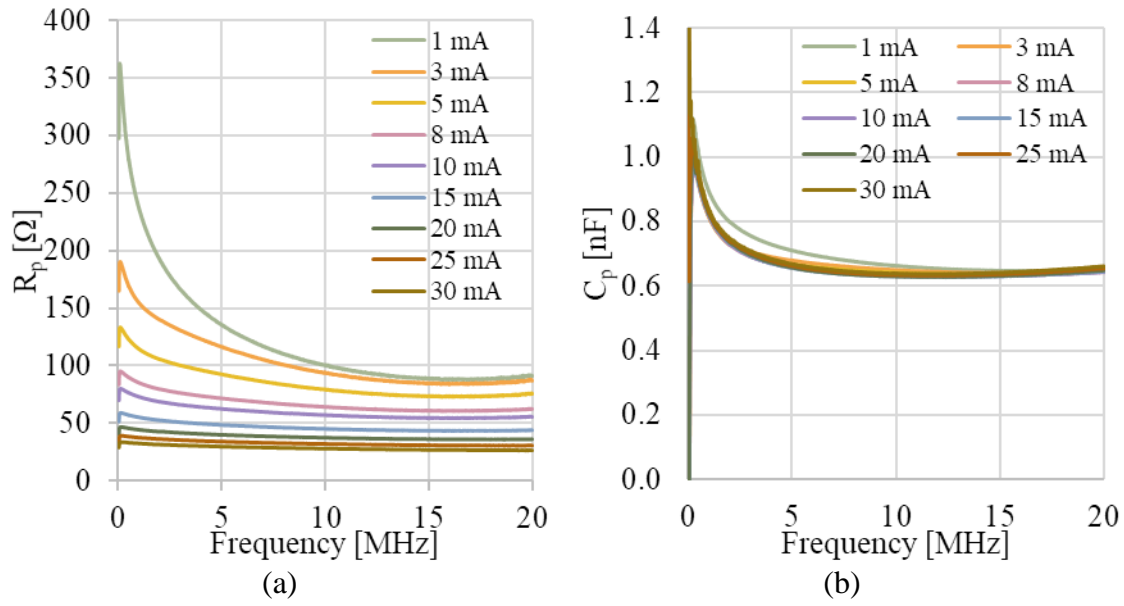 400
350
300
250
200
150
100
50
0
R_p [Ω]
1 mA
3 mA
5 mA
8 mA
10 mA
15 mA
20 mA
25 mA
30 mA
0 5 10 15 20
Frequency [MHz]
(a)
1.4
1.2
1.0
0.8
0.6
0.4
0.2
0.0
C_p [nF]
1 mA 3 mA
5 mA 8 mA
10 mA 15 mA
20 mA 25 mA
30 mA
0 5 10 15 20
Frequency [MHz]
(b)